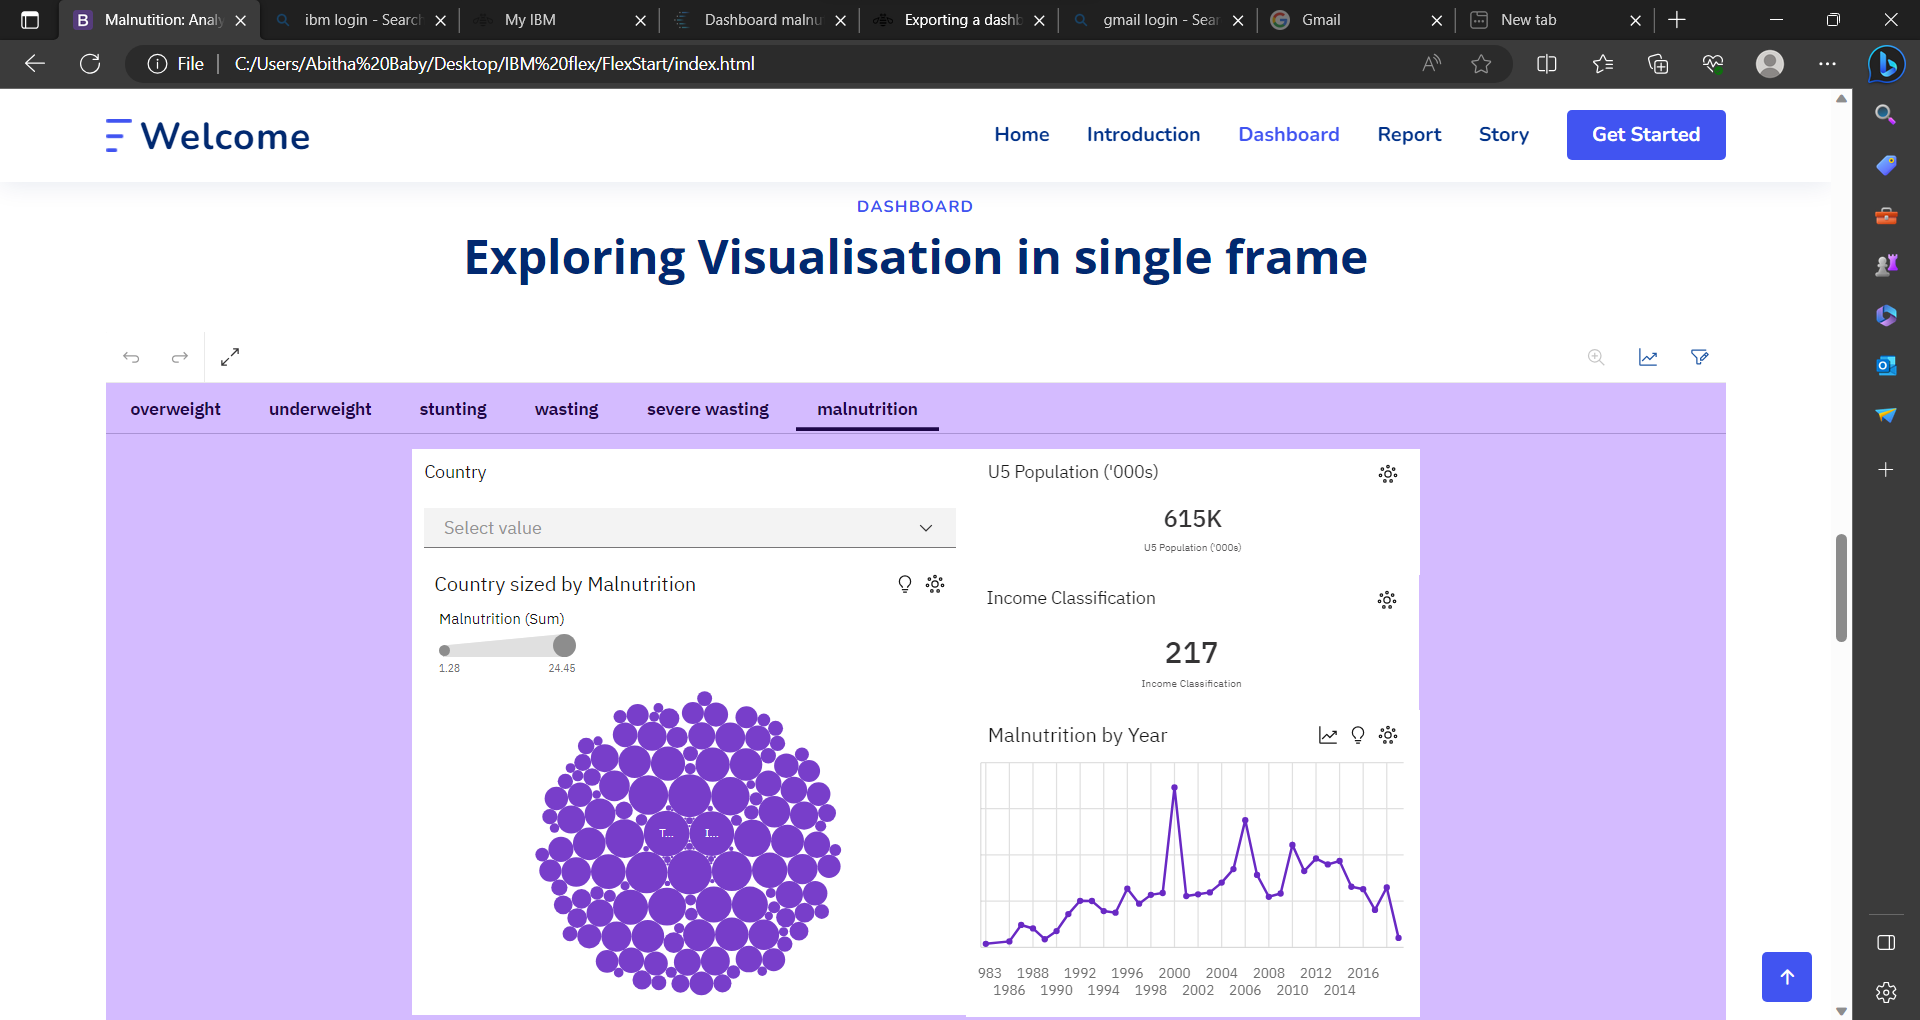 Malnutition: Analy
ibm login - Search
My IBM
Dashboard malnu
Exporting a dashb
gmail login - Sear
Gmail
New tab
File
C:/Users/Abitha%20Baby/Desktop/IBM%20flex/FlexStart/index.html
Welcome
Home Introduction Dashboard Report Story Get Started
DASHBOARD
Exploring Visualisation in single frame
overweight underweight stunting wasting severe wasting malnutrition
Country
Select value
Country sized by Malnutrition
Malnutrition (Sum)
1.28 24.45
T... I...
U5 Population ('000s)
615K
U5 Population ('000s)
Income Classification
217
Income Classification
Malnutrition by Year
983 1988 1992 1996 2000 2004 2008 2012 2016
1986 1990 1994 1998 2002 2006 2010 2014